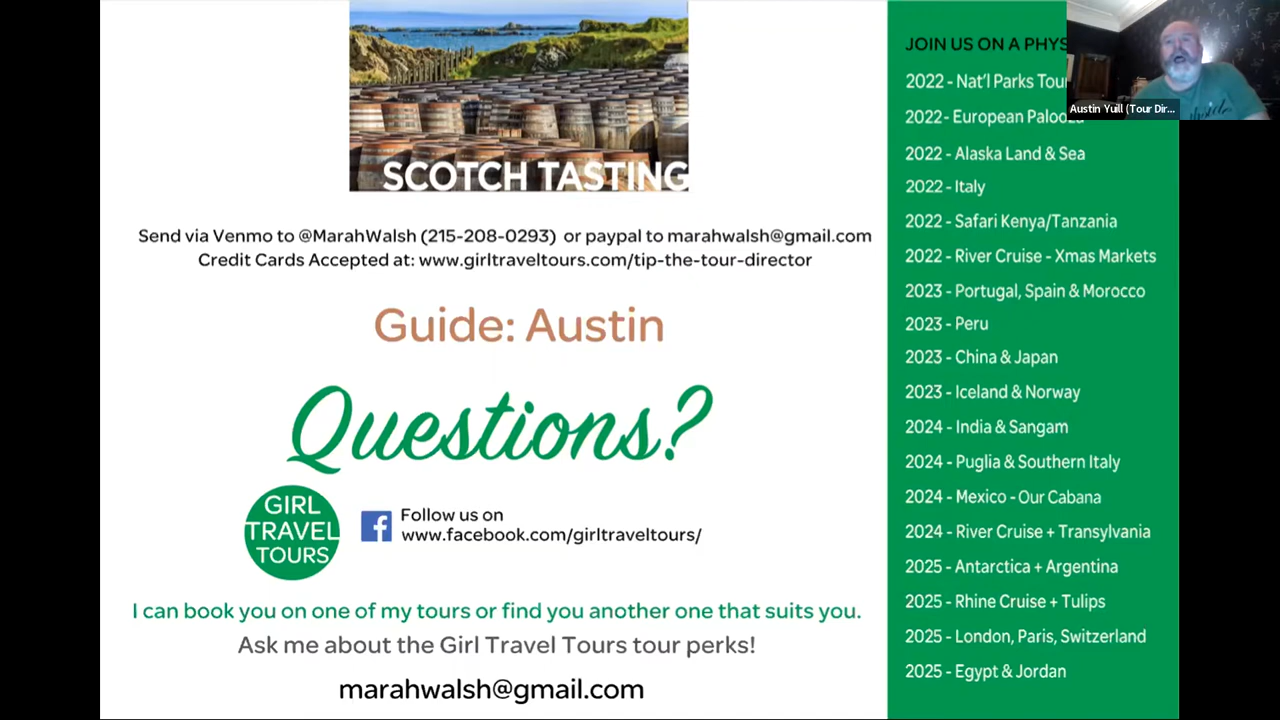 SCOTCH TASTING
Send via Venmo to @MarahWalsh (215-208-0293) or paypal to marahwalsh@gmail.com
Credit Cards Accepted at: www.girltraveltours.com/tip-the-tour-director
Guide: Austin
Questions?
GIRL
TRAVEL
TOURS
Follow us on
www.facebook.com/girltraveltours/
I can book you on one of my tours or find you another one that suits you.
Ask me about the Girl Travel Tours tour perks!
marahwalsh@gmail.com
JOIN US ON A PHYS
2022 - Nat'l Parks Tour
2022- European Palooza
2022 - Alaska Land & Sea
2022 - Italy
2022 - Safari Kenya/Tanzania
2022 - River Cruise - Xmas Markets
2023 - Portugal, Spain & Morocco
2023 - Peru
2023 - China & Japan
2023 - Iceland & Norway
2024 - India & Sangam
2024 - Puglia & Southern Italy
2024 - Mexico - Our Cabana
2024 - River Cruise + Transylvania
2025 - Antarctica + Argentina
2025 - Rhine Cruise + Tulips
2025 - London, Paris, Switzerland
2025 - Egypt & Jordan
Austin Yuill (Tour Dir...